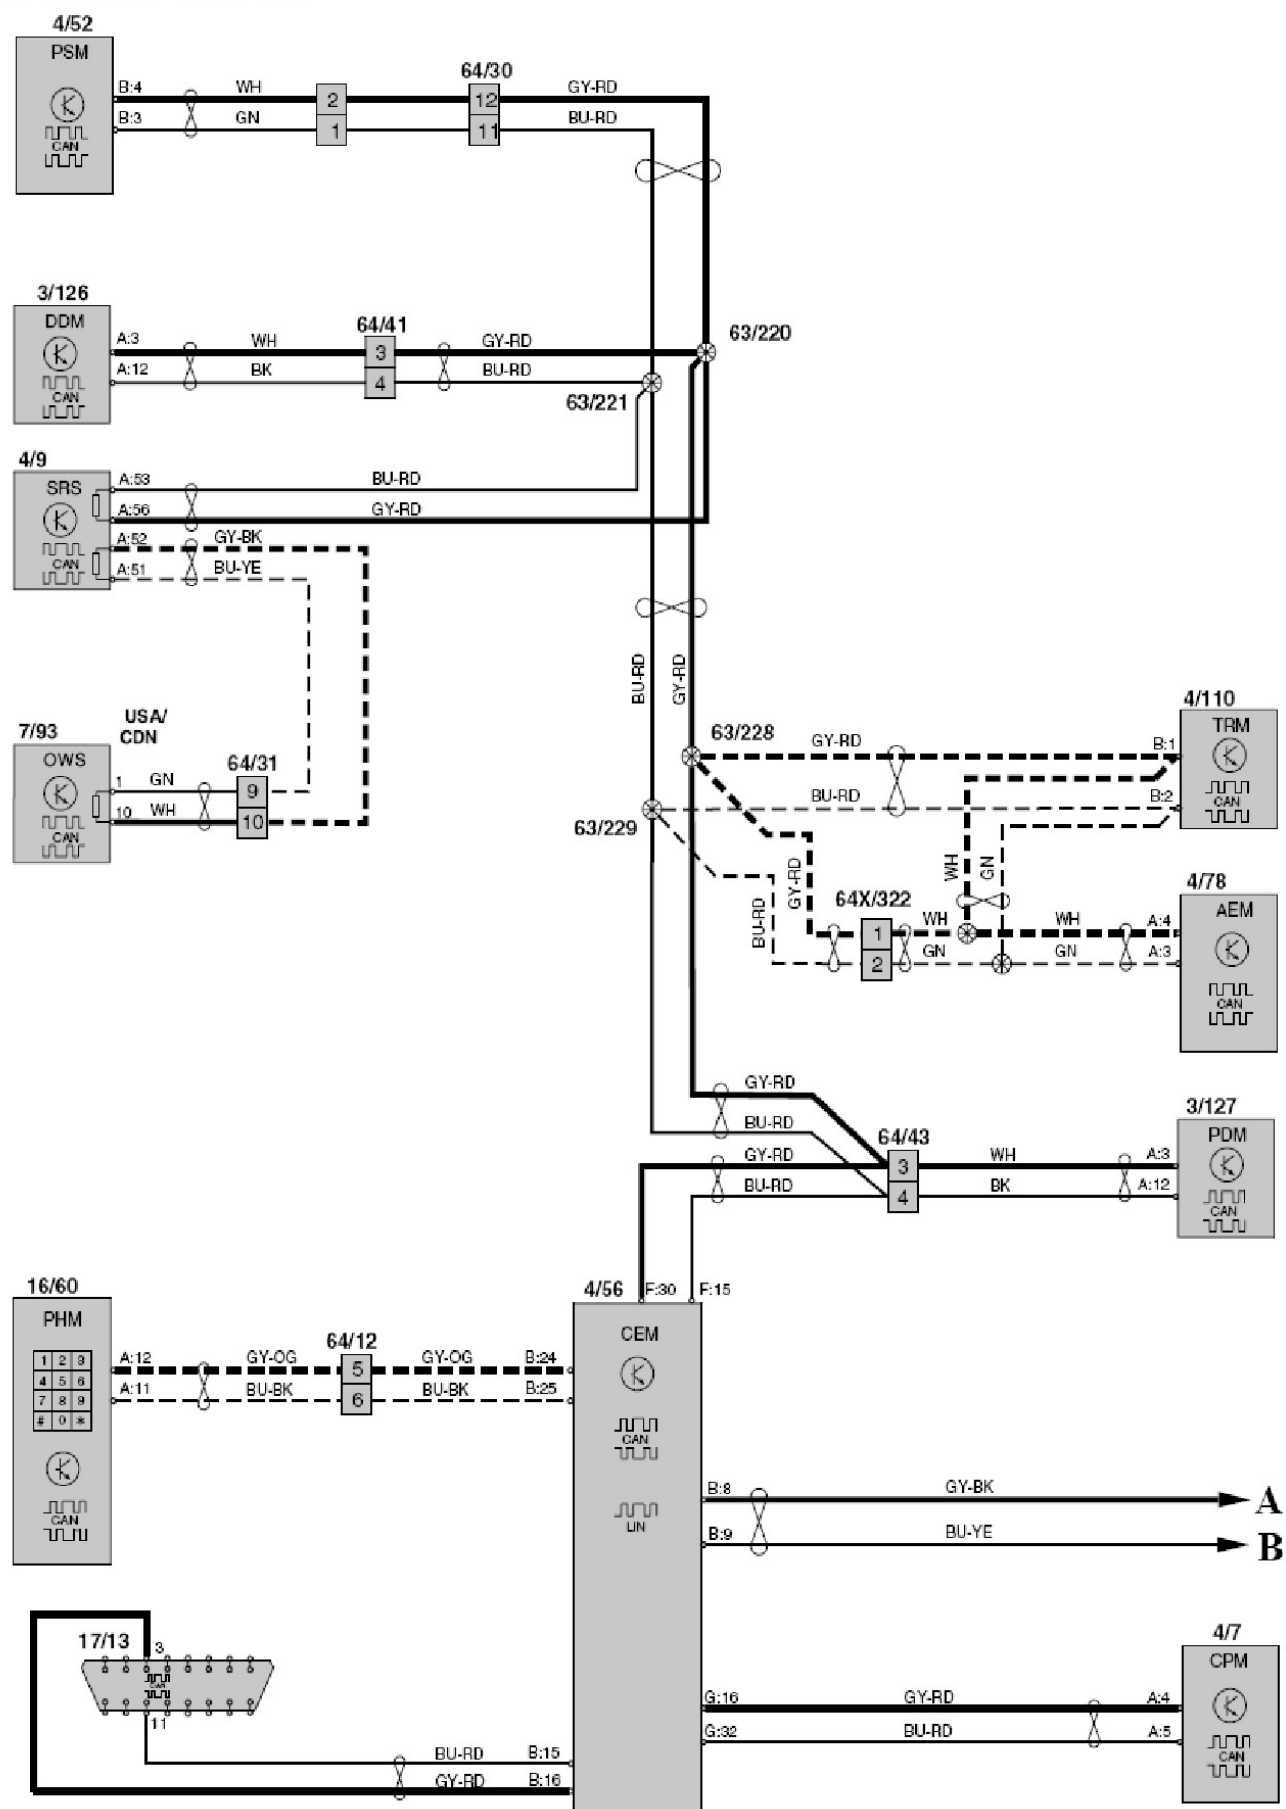 4/52
PSM
B:4 WH 2 64/30 12 GY-RD
B:3 GN 1 11 BU-RD
CAN
3/126
DDM
A:3 WH 64/41 3 GY-RD 63/220
A:12 BK 4 BU-RD
CAN
63/221
4/9
SRS
A:53 BU-RD
A:56 GY-RD
A:52 GY-BK
CAN
A:51 BU-YE
BU-RD GY-RD
7/93 USA/
CDN
OWS 64/31
1 GN 9
10 WH 10
CAN
63/228 GY-RD B:1
4/110
TRM
63/229 BU-RD B:2
CAN
GY-RD WH GN
BU-RD
64X/322
1 WH WH A:4
2 GN GN A:3
4/78
AEM
CAN
GY-RD
BU-RD
64/43
GY-RD 3 WH A:3
BU-RD 4 BK A:12
3/127
PDM
CAN
16/60
PHM
1 2 3
4 5 6
7 8 9
# 0 *
CAN
64/12
A:12 GY-OG 5 GY-OG B:24
A:11 BU-BK 6 BU-BK B:25
4/56 F:30 F:15
CEM
CAN
LIN
B:8 GY-BK A
B:9 BU-YE B
17/13 3
CAN
11
BU-RD B:15
GY-RD B:16
4/7
CPM
G:16 GY-RD A:4
G:32 BU-RD A:5
CAN